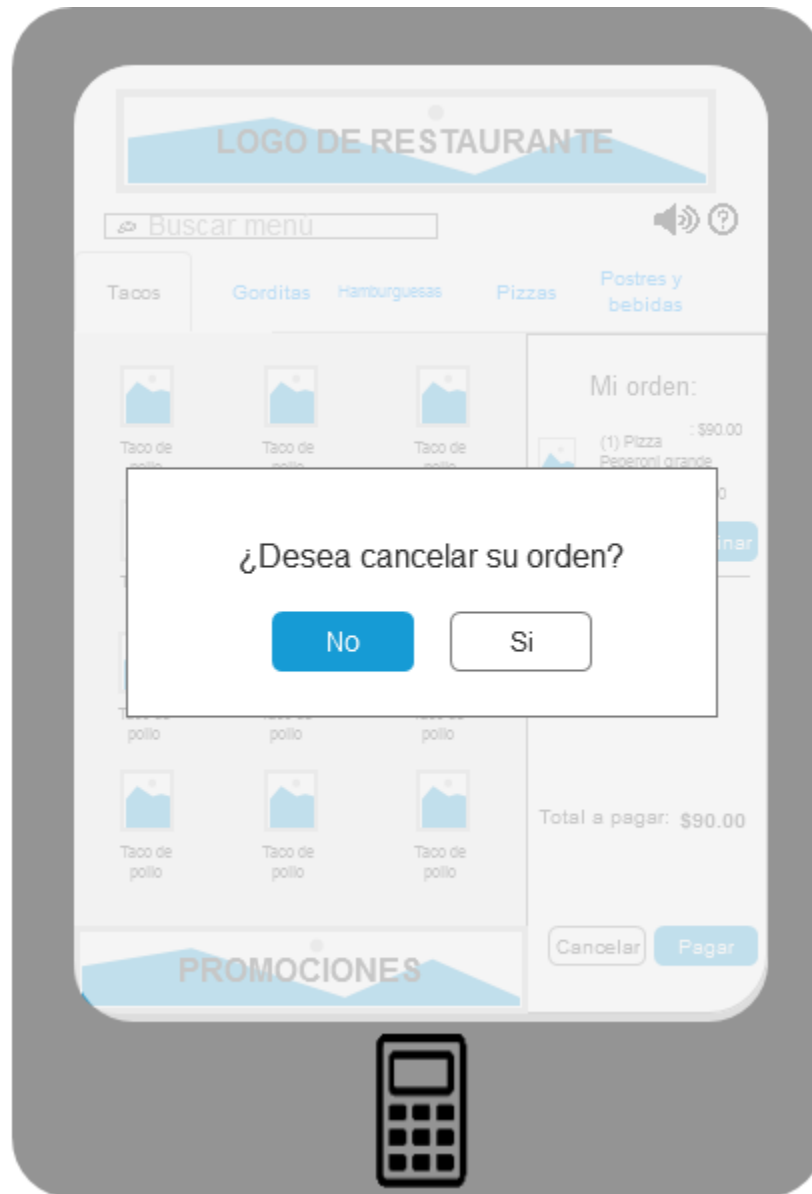 LOGO DE RESTAURANTE
Buscar menú
Tacos
Gorditas
Hamburguesas
Pizzas
Postres y
bebidas
Mi orden:
(1) Pizza
: $90.00
Peperoni grande
Taco de
Taco de
Taco de
¿Desea cancelar su orden?
No
Si
pollo
pollo
pollo
Taco de
pollo
Taco de
pollo
Taco de
pollo
Total a pagar: $90.00
Cancelar
Pagar
PROMOCIONES